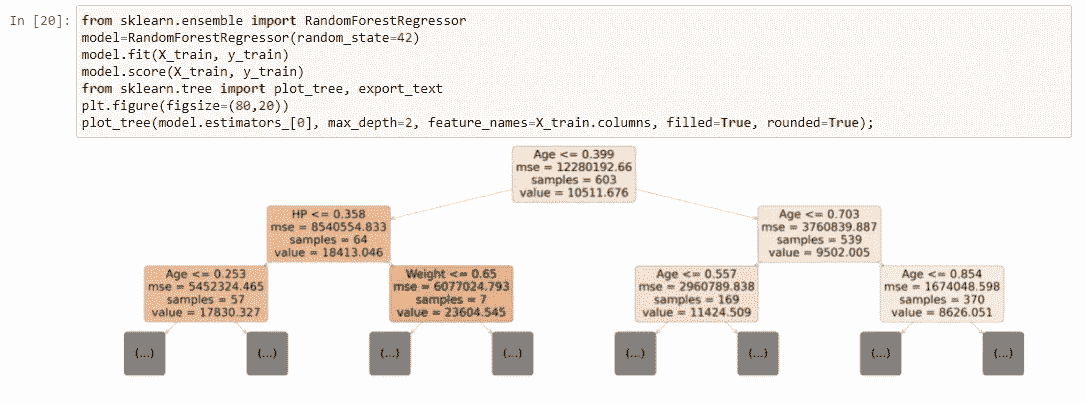 In [20]:
from sklearn.ensemble import RandomForestRegressor
model=RandomForestRegressor(random_state=42)
model.fit(X_train, y_train)
model.score(X_train, y_train)
from sklearn.tree import plot_tree, export_text
plt.figure(figsize=(80,20))
plot_tree(model.estimators_[0], max_depth=2, feature_names=X_train.columns, filled=True, rounded=True);
Age <= 0.399
mse = 12280192.66
samples = 603
value = 10511.676
HP <= 0.358
mse = 8540554.833
samples = 64
value = 18413.046
Age <= 0.703
mse = 3760839.887
samples = 539
value = 9502.005
Age <= 0.253
mse = 5452324.465
samples = 57
value = 17830.327
Weight <= 0.65
mse = 6077024.793
samples = 7
value = 23604.545
Age <= 0.557
mse = 2960789.838
samples = 169
value = 11424.509
Age <= 0.854
mse = 1674048.598
samples = 370
value = 8626.051
(...)
(...)
(...)
(...)
(...)
(...)
(...)
(...)